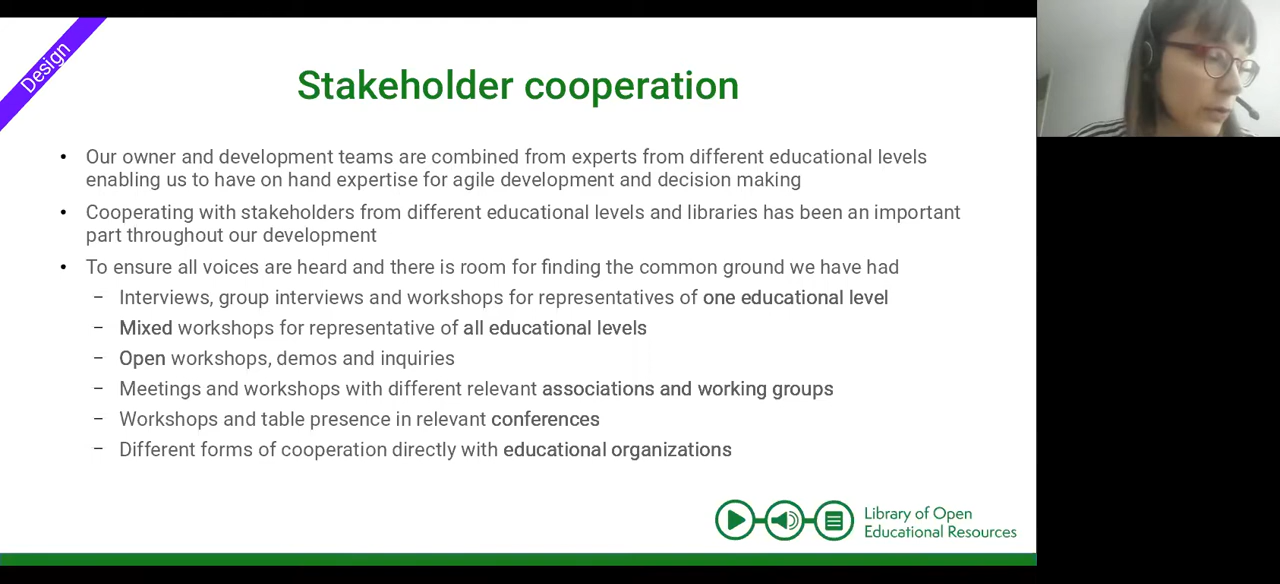 Design
Stakeholder cooperation
• Our owner and development teams are combined from experts from different educational levels
enabling us to have on hand expertise for agile development and decision making
• Cooperating with stakeholders from different educational levels and libraries has been an important
part throughout our development
• To ensure all voices are heard and there is room for finding the common ground we have had
– Interviews, group interviews and workshops for representatives of one educational level
– Mixed workshops for representative of all educational levels
– Open workshops, demos and inquiries
– Meetings and workshops with different relevant associations and working groups
– Workshops and table presence in relevant conferences
– Different forms of cooperation directly with educational organizations
Library of Open
Educational Resources